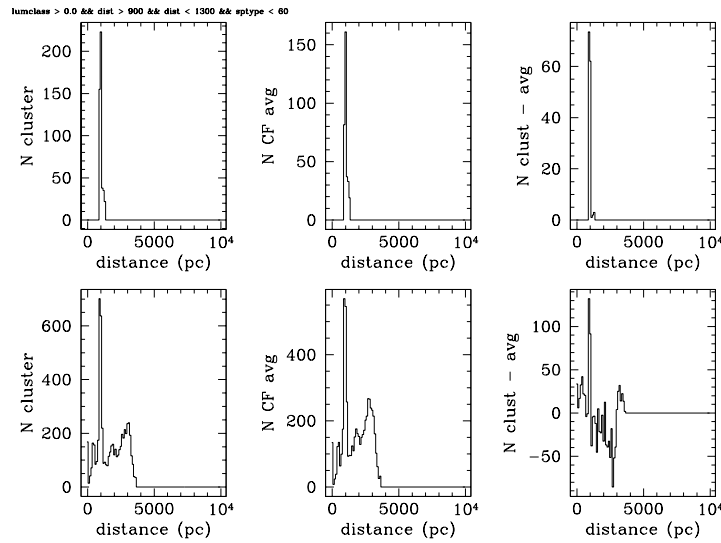 lumclass > 0.0 && dist > 900 && dist < 1300 && sptype < 60
N cluster
200
150
100
50
0
0 5000 10⁴
distance (pc)
N CF avg
150
100
50
0
0 5000 10⁴
distance (pc)
N clust − avg
60
40
20
0
0 5000 10⁴
distance (pc)
N cluster
600
400
200
0
0 5000 10⁴
distance (pc)
N CF avg
400
200
0
0 5000 10⁴
distance (pc)
N clust − avg
100
50
0
−50
0 5000 10⁴
distance (pc)